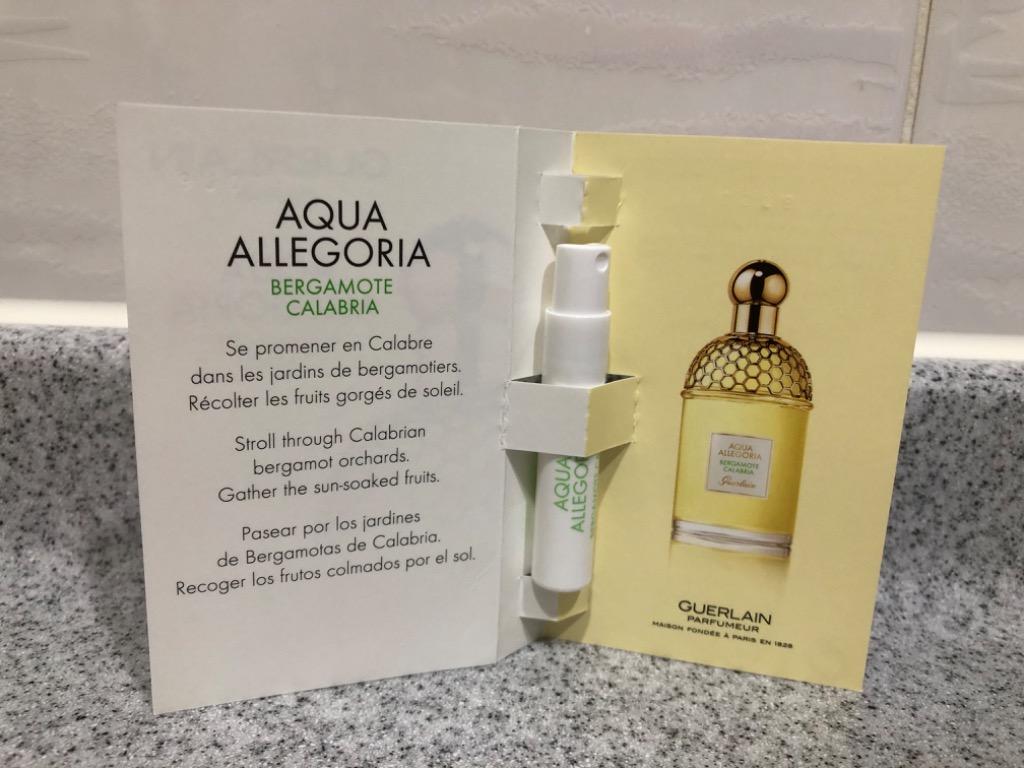 AQUA
ALLEGORIA
BERGAMOTE
CALABRIA
Se promener en Calabre
dans les jardins de bergamotiers.
Récolter les fruits gorgés de soleil.
Stroll through Calabrian
bergamot orchards.
Gather the sun-soaked fruits.
Pasear por los jardines
de Bergamotas de Calabria.
Recoger los frutos colmados por el sol.
AQUA
ALLEGO
AQUA
ALLEGORIA
BERGAMOTE
CALABRIA
Guerlain
GUERLAIN
PARFUMEUR
MAISON FONDÉE À PARIS EN 1828